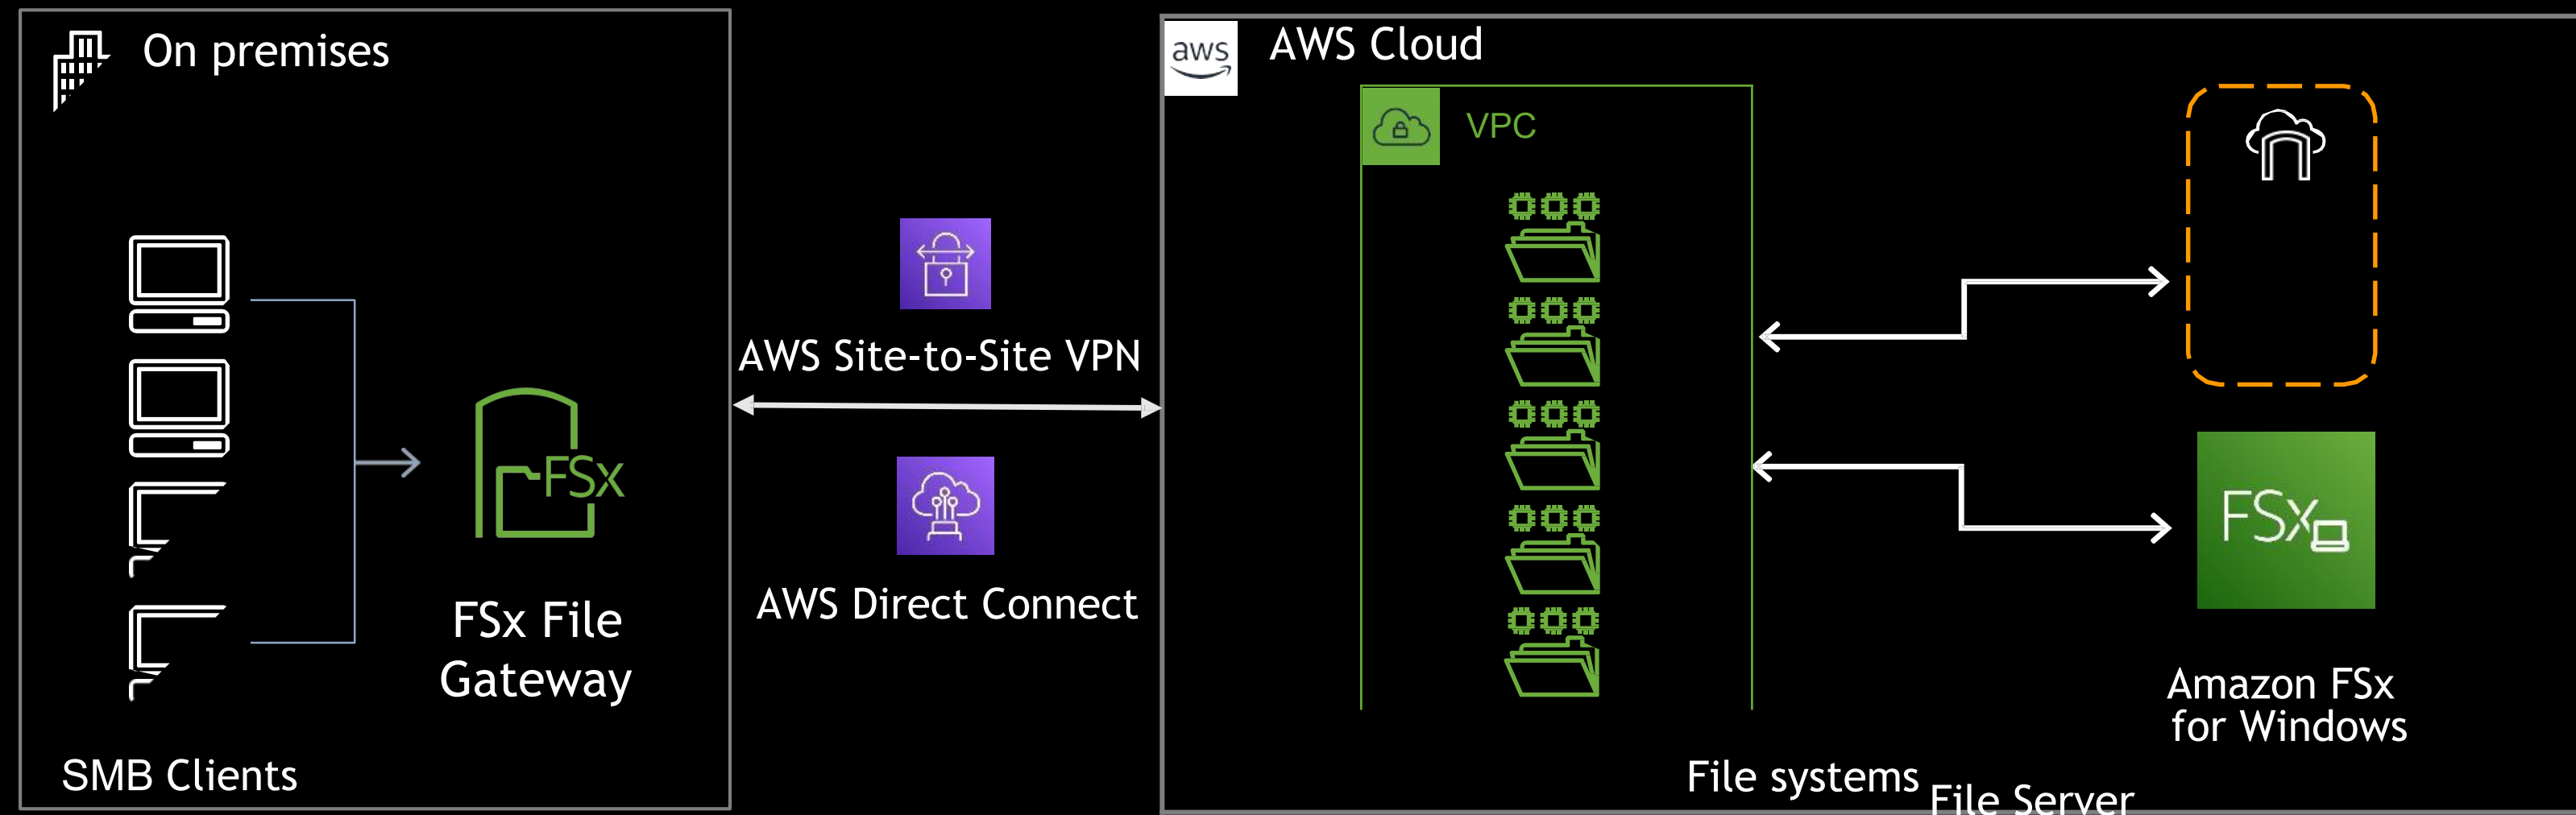 On premises
aws
AWS Cloud
VPC
AWS Site-to-Site VPN
FSx
FSx
AWS Direct Connect
FSx File
Gateway
Amazon FSx
for Windows
SMB Clients
File systems
File Server